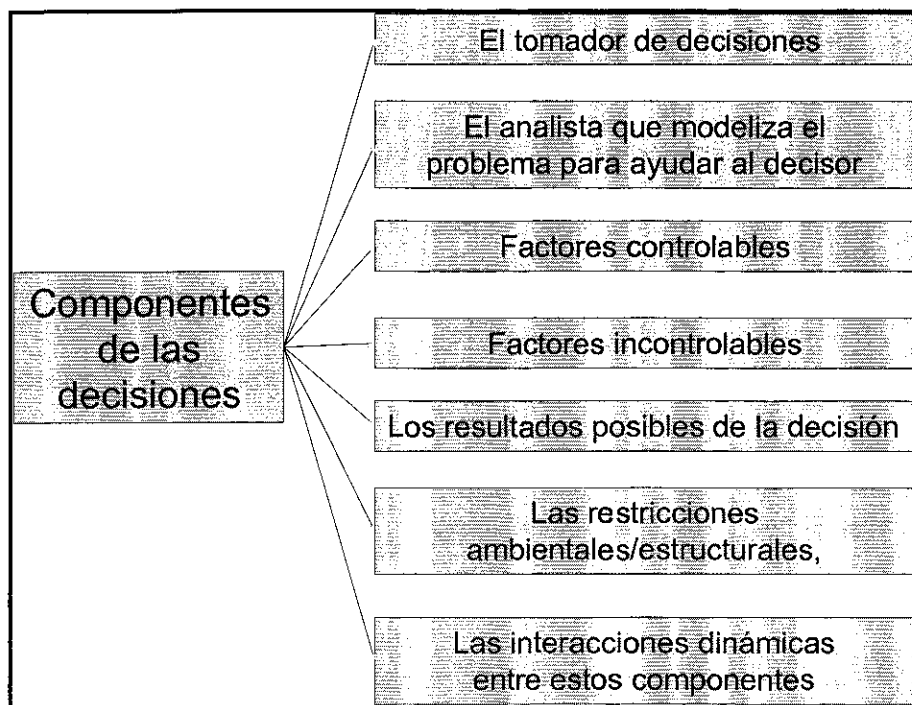 Componentes
de las
decisiones
El tomador de decisiones
El analista que modeliza el
problema para ayudar al decisor
Factores controlables
Factores incontrolables
Los resultados posibles de la decisión
Las restricciones
ambientales/estructurales,
Las interacciones dinámicas
entre estos componentes